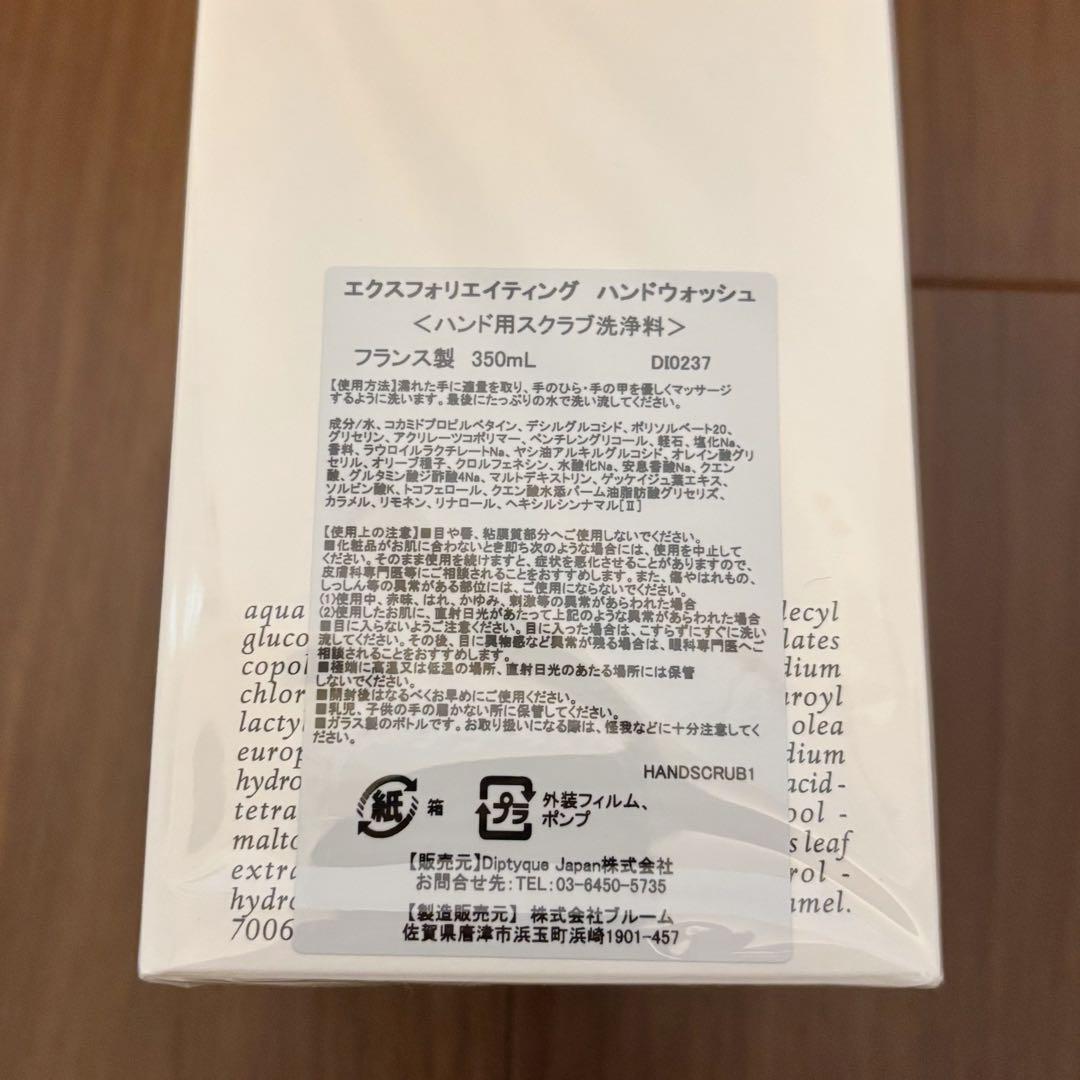 エクスフォリエイティング ハンドウォッシュ
＜ハンド用スクラブ洗浄料＞
フランス製 350mL DI0237
【使用方法】濡れた手に適量を取り、手のひら・手の甲を優しくマッサージ
するように洗います。最後にたっぷりの水で洗い流してください。
成分/水、コカミドプロピルベタイン、デシルグルコシド、ポリソルベート20、
グリセリン、アクリレーツコポリマー、ペンチレングリコール、軽石、塩化Na、
香料、ラウロイルラクチレートNa、ヤシ油アルキルグルコシド、オレイン酸グリ
セリル、オリーブ種子、クロルフェネシン、水酸化Na、安息香酸Na、クエン
酸、グルタミン酸ジ酢酸4Na、マルトデキストリン、ゲッケイジュ葉エキス、
ソルビン酸K、トコフェロール、クエン酸水添パーム油脂肪酸グリセリズ、
カラメル、リモネン、リナロール、ヘキシルシンナマル[Ⅱ]
【使用上の注意】■目や唇、粘膜質部分へご使用しないでください。
■化粧品がお肌に合わないとき即ち次のような場合には、使用を中止して
ください。そのまま使用を続けますと、症状を悪化させることがありますので、
皮膚科専門医等にご相談されることをおすすめします。また、傷やはれもの、
しっしん等の異常がある部位には、ご使用にならないでください。
(1)使用中、赤味、はれ、かゆみ、刺激等の異常があらわれた場合
(2)使用したお肌に、直射日光があたって上記のような異常があらわれた場合
■目に入らないようご注意ください。目に入った場合は、こすらずにすぐに洗い
流してください。その後、目に異物感など異常が残る場合は、眼科専門医へご
相談されることをおすすめします。
■極端に高温又は低温の場所、直射日光のあたる場所には保管
しないでください。
■開封後はなるべくお早めにご使用ください。
■乳児、子供の手の届かない所に保管してください。
■ガラス製のボトルです。お取り扱いになる際は、怪我などに十分注意してく
ださい。
HANDSCRUB1
紙 箱 プラ 外装フィルム、
ポンプ
【販売元】Diptyque Japan株式会社
お問合せ先：TEL:03-6450-5735
【製造販売元】 株式会社ブルーム
佐賀県唐津市浜玉町浜崎1901-457
aqua lecyl
gluco lates
copol dium
chlor uroyl
lacty olea
europ dium
hydro acid-
tetra ool -
malto s leaf
extra rol -
hydro amel.
7006